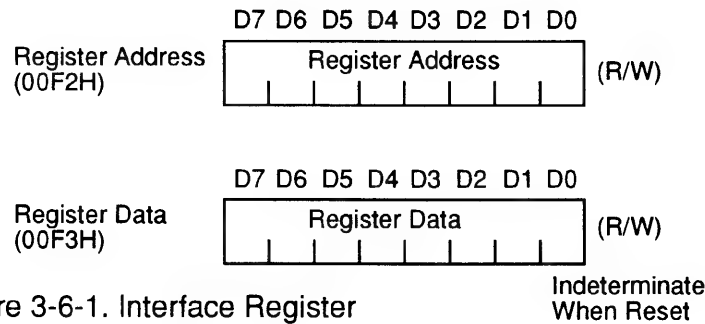 D7 D6 D5 D4 D3 D2 D1 D0
Register Address
(00F2H)
Register Address
(R/W)
D7 D6 D5 D4 D3 D2 D1 D0
Register Data
(00F3H)
Register Data
(R/W)
Indeterminate
When Reset
re 3-6-1. Interface Register